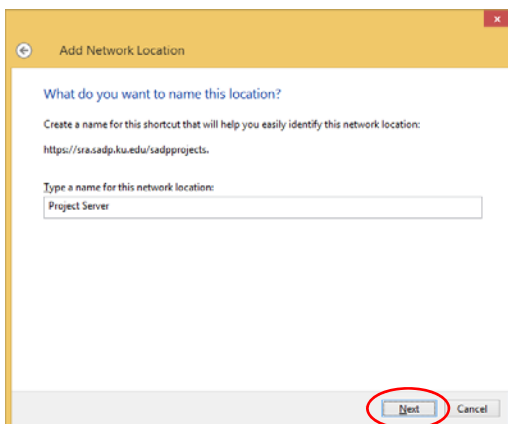 Add Network Location
What do you want to name this location?
Create a name for this shortcut that will help you easily identify this network location:
https://sra.sadp.ku.edu/sadpprojects.
Type a name for this network location:
Project Server
Next Cancel